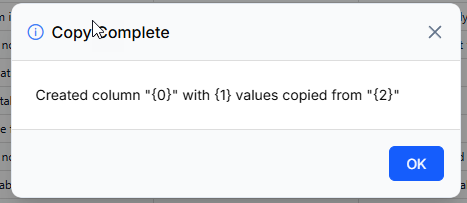 Copy Complete
Created column "{0}" with {1} values copied from "{2}"
OK